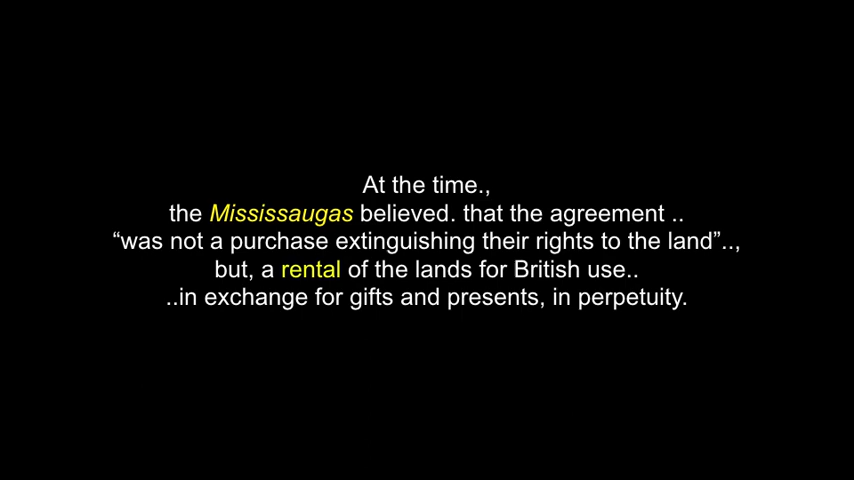 At the time.,
the Mississaugas believed. that the agreement ..
“was not a purchase extinguishing their rights to the land”..,
but, a rental of the lands for British use..
..in exchange for gifts and presents, in perpetuity.